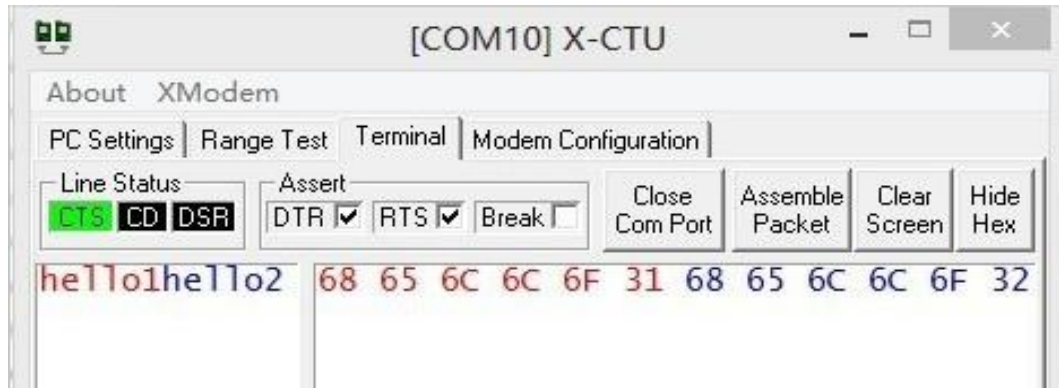 [COM10] X-CTU
About XModem
PC Settings Range Test Terminal Modem Configuration
Line Status Assert
CTS CD DSR DTR RTS Break
Close Com Port
Assemble Packet
Clear Screen
Hide Hex
hello1hello2 68 65 6C 6C 6F 31 68 65 6C 6C 6F 32